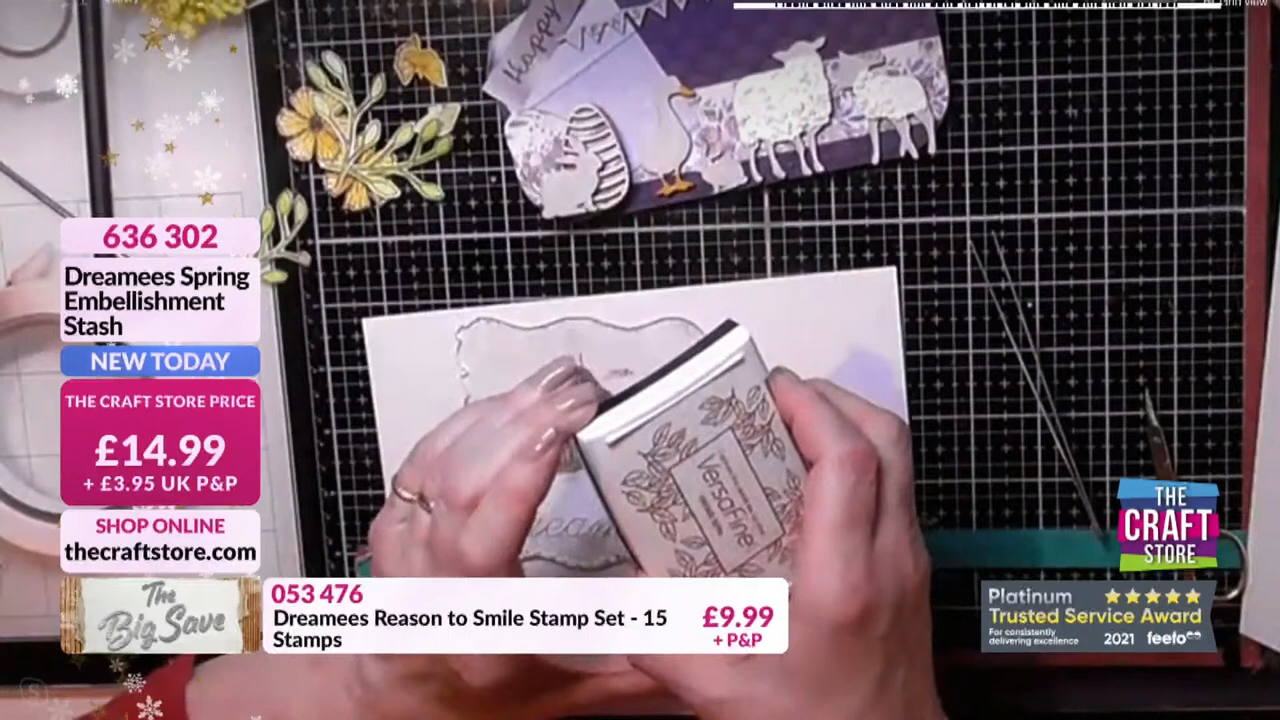 Happy
636 302
Dreamees Spring
Embellishment
Stash
NEW TODAY
THE CRAFT STORE PRICE
£14.99
+ £3.95 UK P&P
SHOP ONLINE
thecraftstore.com
The
Big Save
053 476
Dreamees Reason to Smile Stamp Set - 15
Stamps
£9.99
+ P&P
VersaFine
THE
CRAFT
STORE
Platinum
Trusted Service Award
For consistently
delivering excellence
2021 feefo